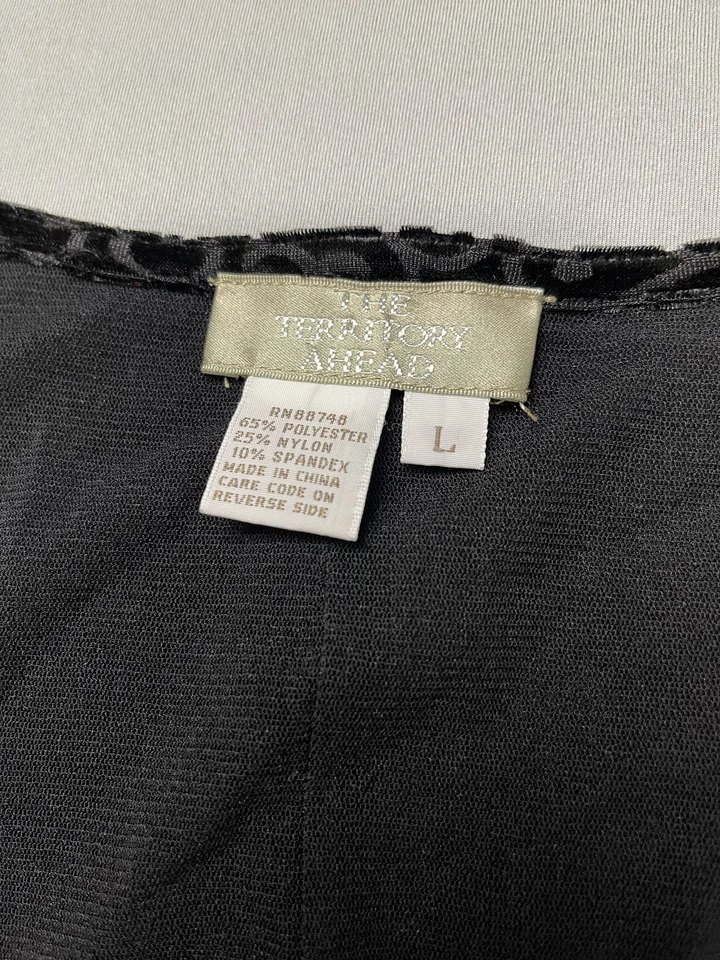 THE
TERRITORY
AHEAD
RN88748
65% POLYESTER
25% NYLON
10% SPANDEX
MADE IN CHINA
CARE CODE ON
REVERSE SIDE
L